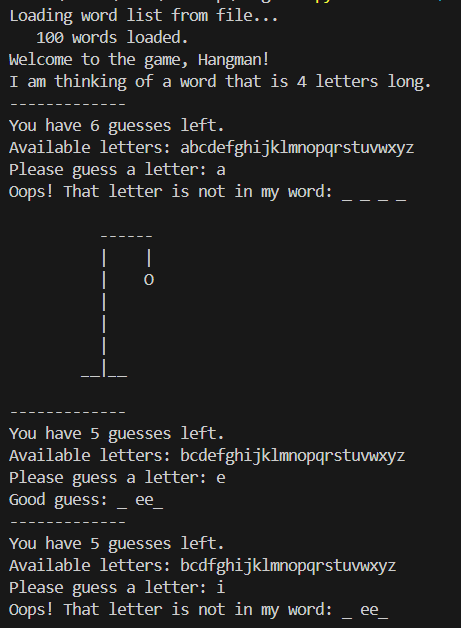 Loading word list from file...
   100 words loaded.
Welcome to the game, Hangman!
I am thinking of a word that is 4 letters long.
-------------
You have 6 guesses left.
Available letters: abcdefghijklmnopqrstuvwxyz
Please guess a letter: a
Oops! That letter is not in my word: _ _ _ _

          ------
          |    |
          |    O
          |
          |
          |
        __|__

-------------
You have 5 guesses left.
Available letters: bcdefghijklmnopqrstuvwxyz
Please guess a letter: e
Good guess: _ ee_
-------------
You have 5 guesses left.
Available letters: bcdfghijklmnopqrstuvwxyz
Please guess a letter: i
Oops! That letter is not in my word: _ ee_